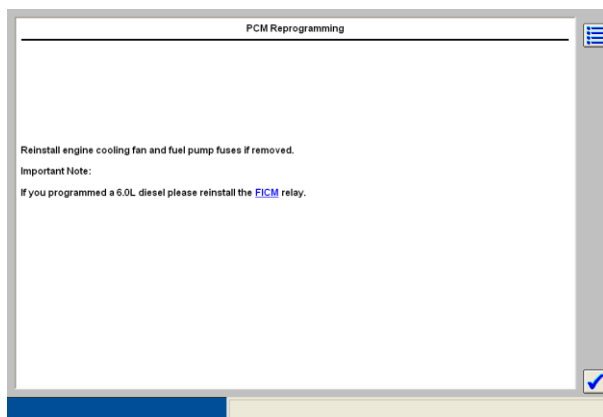 PCM Reprogramming
Reinstall engine cooling fan and fuel pump fuses if removed.
Important Note:
If you programmed a 6.0L diesel please reinstall the FICM relay.